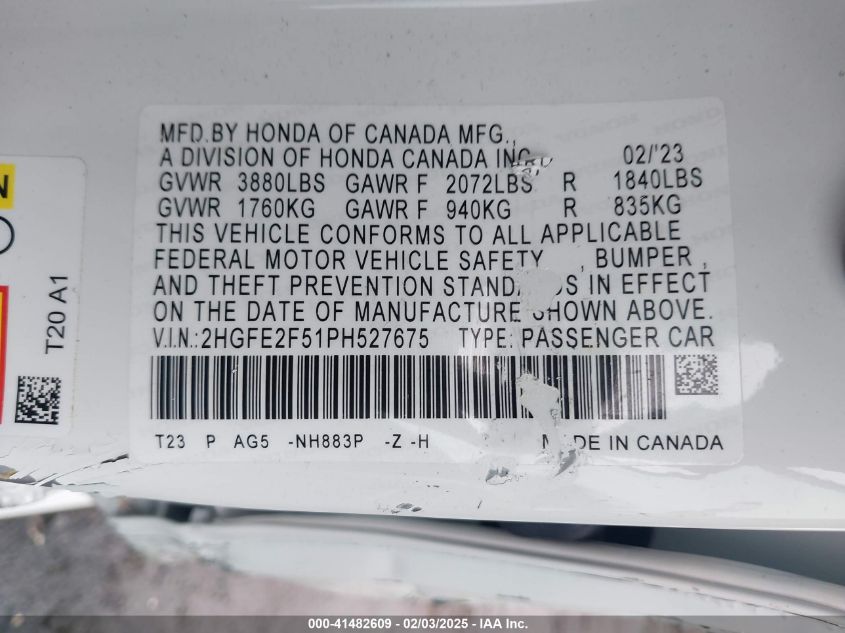 MFD.BY HONDA OF CANADA MFG.,
A DIVISION OF HONDA CANADA INC. 02/'23
GVWR 3880LBS GAWR F 2072LBS R 1840LBS
GVWR 1760KG GAWR F 940KG R 835KG
THIS VEHICLE CONFORMS TO ALL APPLICABLE
FEDERAL MOTOR VEHICLE SAFETY , BUMPER ,
AND THEFT PREVENTION STANDARDS IN EFFECT
ON THE DATE OF MANUFACTURE SHOWN ABOVE.
V.I.N.:2HGFE2F51PH527675 TYPE: PASSENGER CAR
T23 P AG5 -NH883P -Z -H MADE IN CANADA
T20 A1
000-41482609 - 02/03/2025 - IAA Inc.